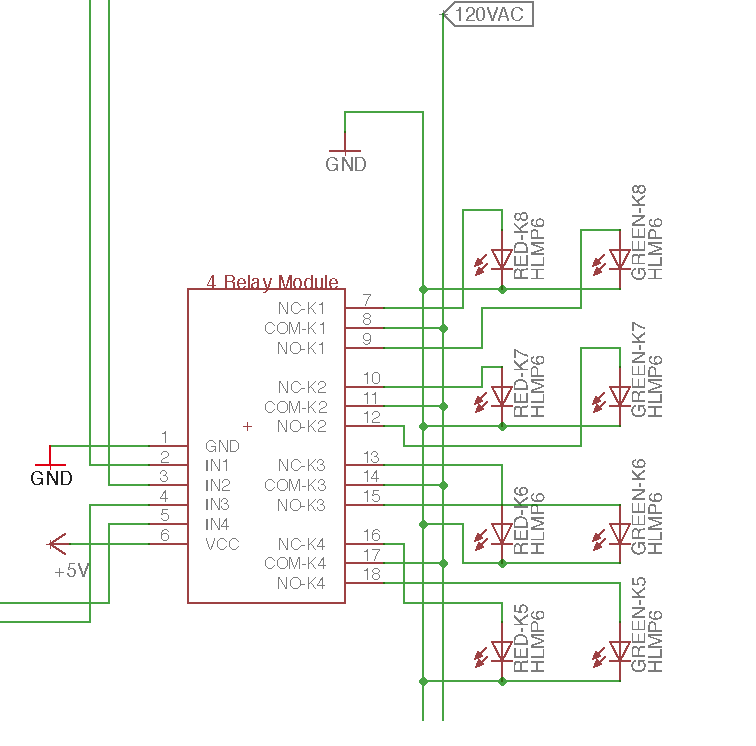 120VAC
GND
RED-K8
HLMP6
GREEN-K8
HLMP6
4 Relay Module
NC-K1 7
COM-K1 8
NO-K1 9
RED-K7
HLMP6
GREEN-K7
HLMP6
NC-K2 10
COM-K2 11
NO-K2 12
+
1 GND
2 IN1
3 IN2
4 IN3
5 IN4
6 VCC
GND
+5V
NC-K3 13
COM-K3 14
NO-K3 15
RED-K6
HLMP6
GREEN-K6
HLMP6
NC-K4 16
COM-K4 17
NO-K4 18
RED-K5
HLMP6
GREEN-K5
HLMP6